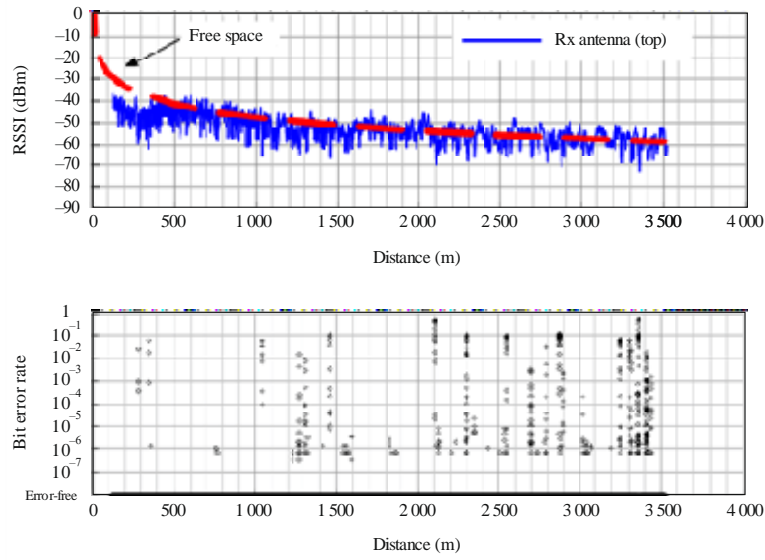 0
–10
–20
–30
–40
–50
–60
–70
–80
–90
RSSI (dBm)
Free space
Rx antenna (top)
0 500 1 000 1 500 2 000 2 500 3 000 3 500 4 000
Distance (m)
1
10⁻¹
10⁻²
10⁻³
10⁻⁴
10⁻⁵
10⁻⁶
10⁻⁷
Error-free
Bit error rate
0 500 1 000 1 500 2 000 2 500 3 000 3 500 4 000
Distance (m)